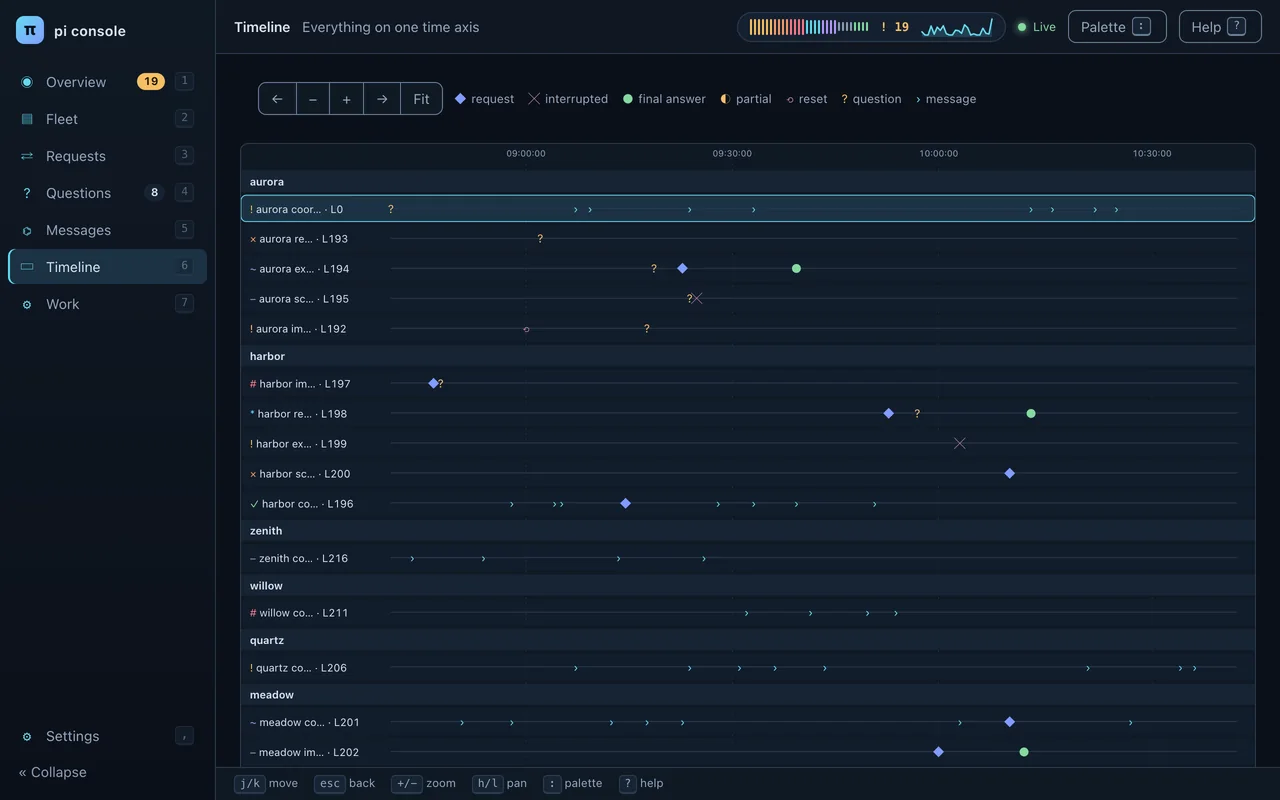 π pi console
Overview 19 1
Fleet 2
Requests 3
? Questions 8 4
Messages 5
Timeline 6
Work 7
Settings ,
« Collapse
Timeline Everything on one time axis
! 19
Live
Palette :
Help ?
← − + → Fit
request interrupted final answer partial reset ? question › message
09:00:00 09:30:00 10:00:00 10:30:00
aurora
! aurora coor... · L0 ? › › › › › › › ›
× aurora re... · L193 ?
~ aurora ex... · L194 ?
– aurora sc... · L195 ?
! aurora im... · L192 ?
harbor
# harbor im... · L197 ?
* harbor re... · L198 ?
! harbor ex... · L199
× harbor sc... · L200
✓ harbor co... · L196 › › › › › › ›
zenith
– zenith co... · L216 › › › ›
willow
# willow co... · L211 › › › ›
quartz
! quartz co... · L206 › › › › › › › ›
meadow
~ meadow co... · L201 › › › › › › ›
– meadow im... · L202
j/k move esc back +/− zoom h/l pan : palette ? help